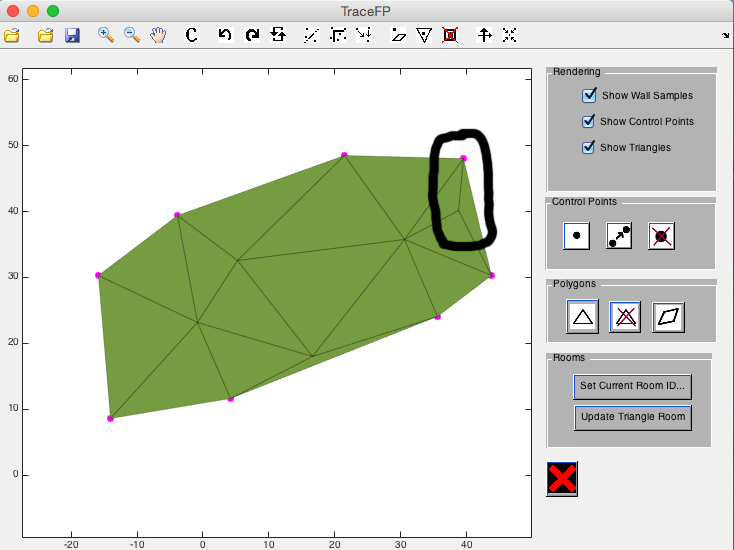 TraceFP
C
Rendering
Show Wall Samples
Show Control Points
Show Triangles
Control Points
Polygons
Rooms
Set Current Room ID...
Update Triangle Room
60
50
40
30
20
10
0
-20
-10
0
10
20
30
40